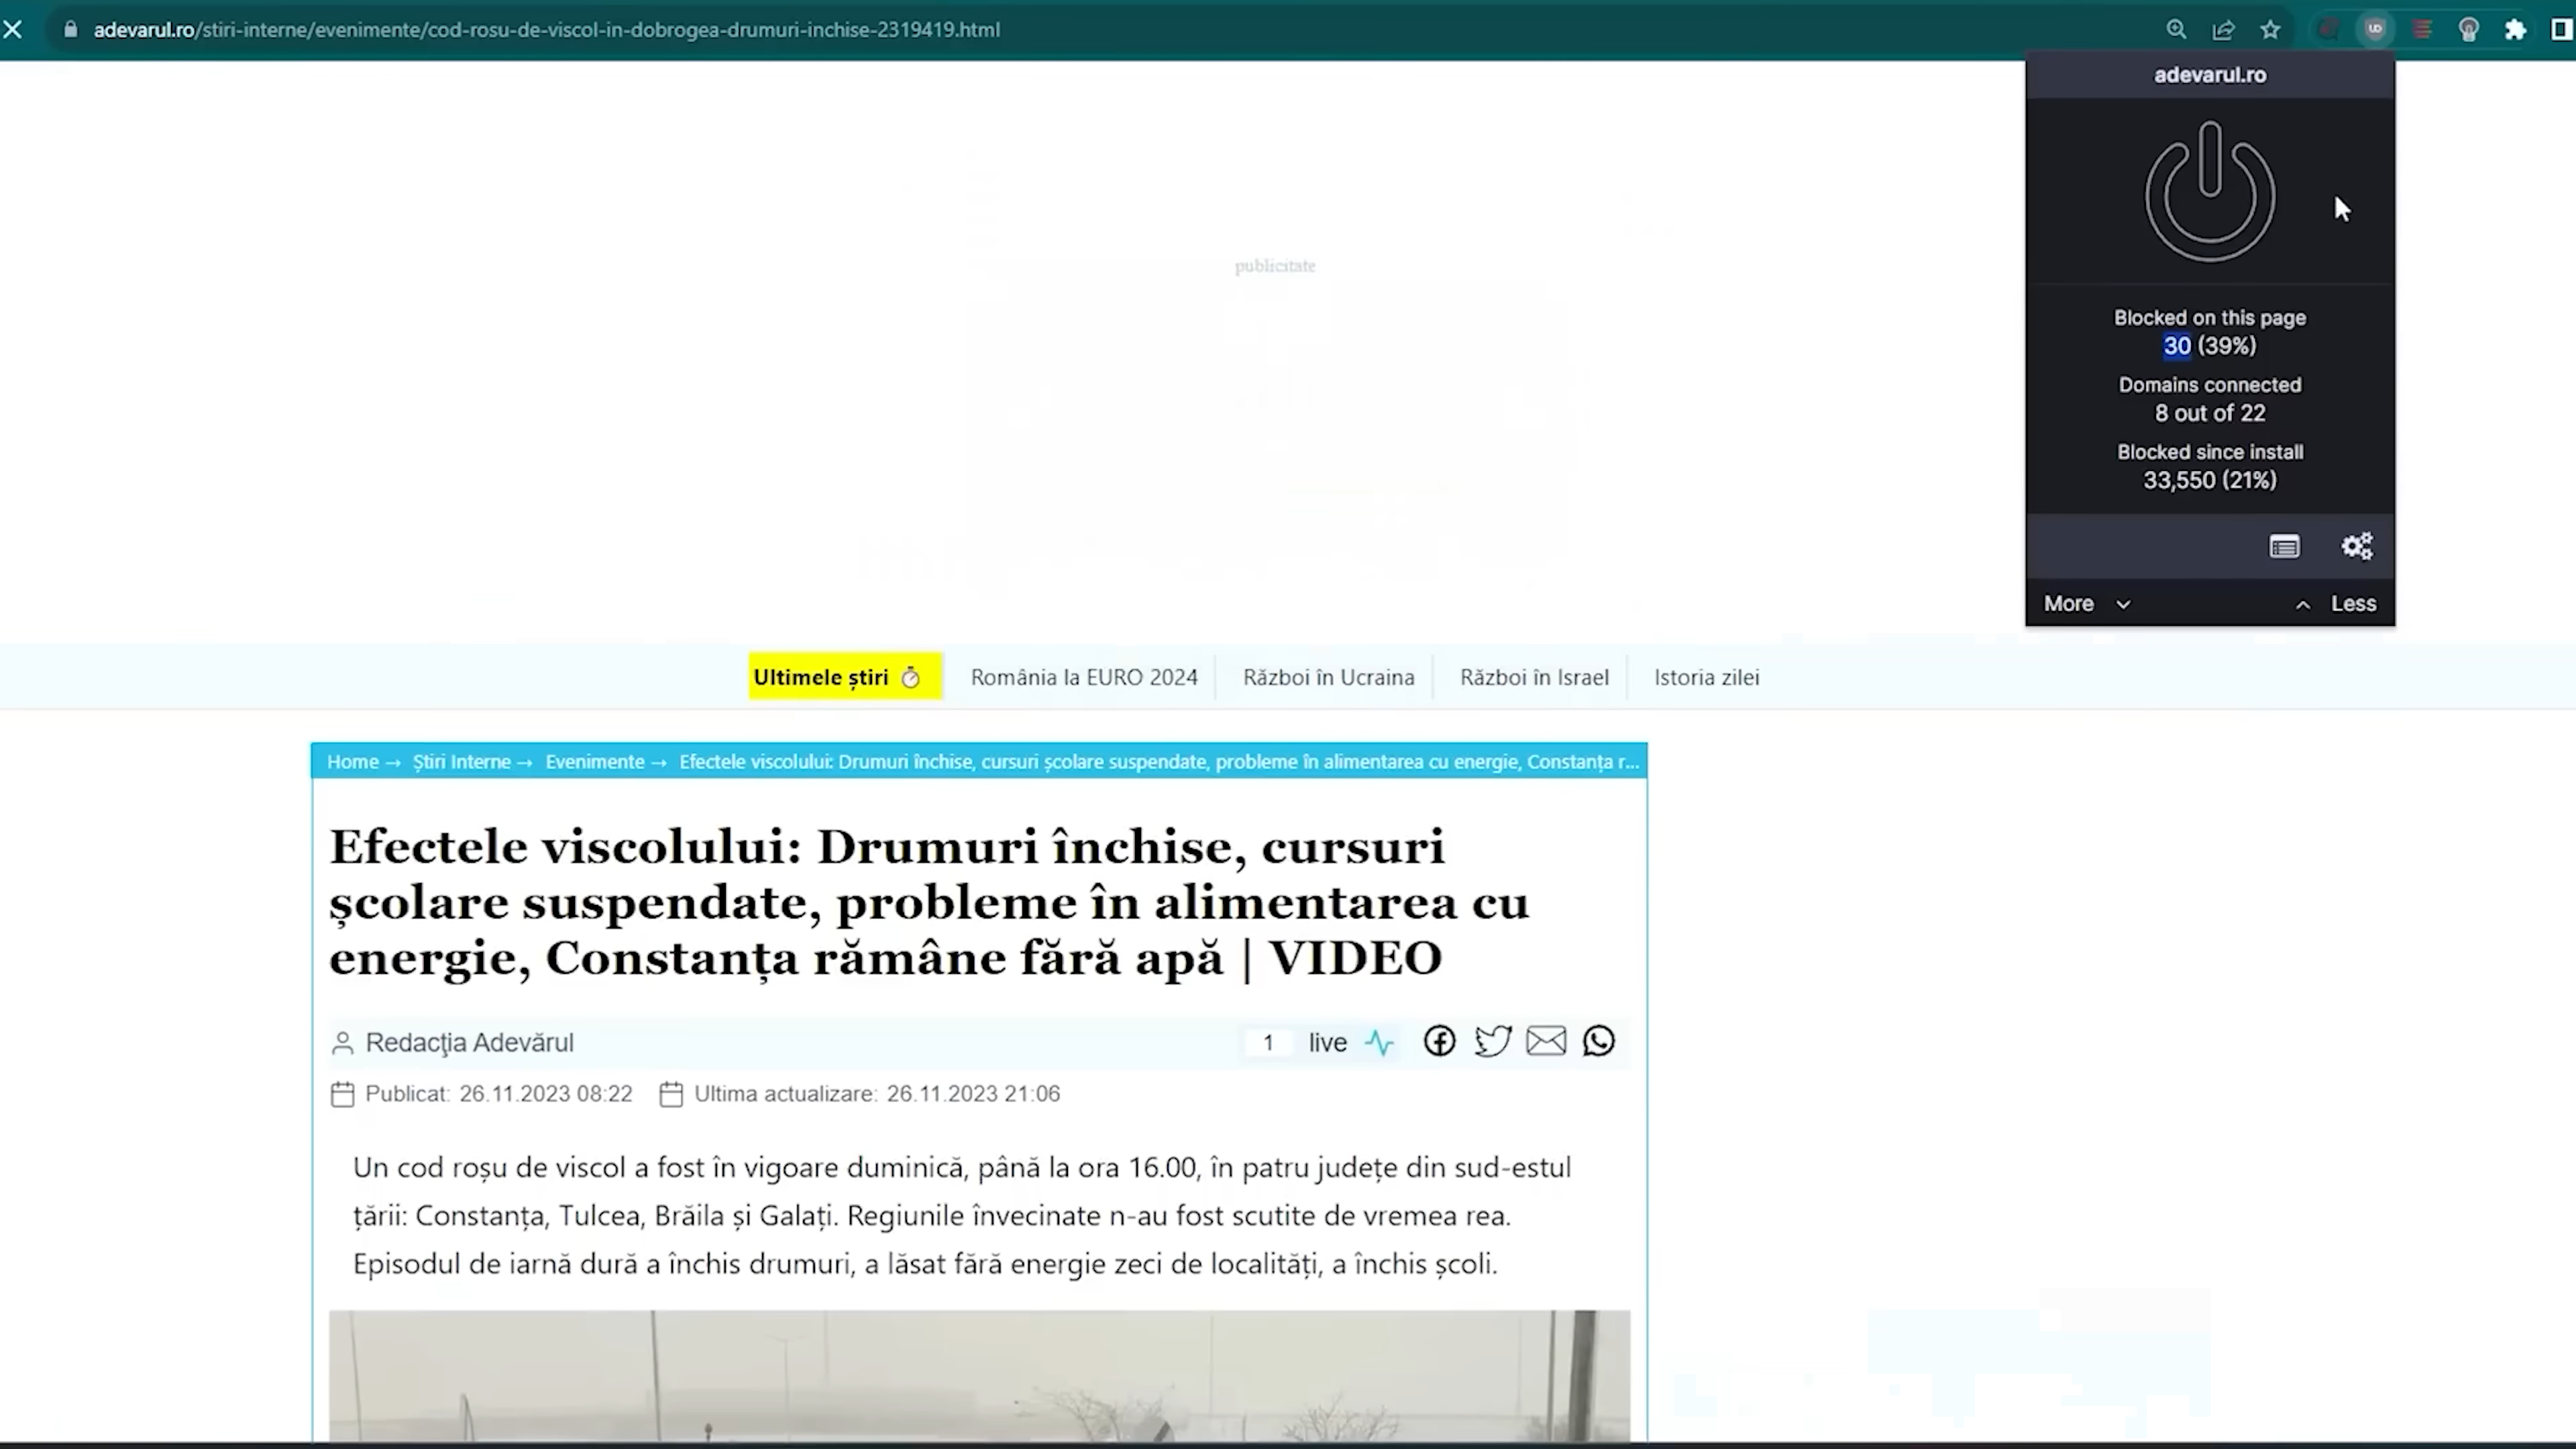 adevarul.ro/stiri-interne/evenimente/cod-rosu-de-viscol-in-dobrogea-drumuri-inchise-2319419.html
adevarul.ro
publicitate
Blocked on this page
30 (39%)
Domains connected
8 out of 22
Blocked since install
33,550 (21%)
More Less
Ultimele știri România la EURO 2024 Război în Ucraina Război în Israel Istoria zilei
Home → Știri Interne → Evenimente → Efectele viscolului: Drumuri închise, cursuri școlare suspendate, probleme în alimentarea cu energie, Constanța r...
Efectele viscolului: Drumuri închise, cursuri
școlare suspendate, probleme în alimentarea cu
energie, Constanța rămâne fără apă | VIDEO
Redacţia Adevărul 1 live
Publicat: 26.11.2023 08:22 Ultima actualizare: 26.11.2023 21:06
Un cod roșu de viscol a fost în vigoare duminică, până la ora 16.00, în patru județe din sud-estul
țării: Constanța, Tulcea, Brăila și Galați. Regiunile învecinate n-au fost scutite de vremea rea.
Episodul de iarnă dură a închis drumuri, a lăsat fără energie zeci de localități, a închis școli.